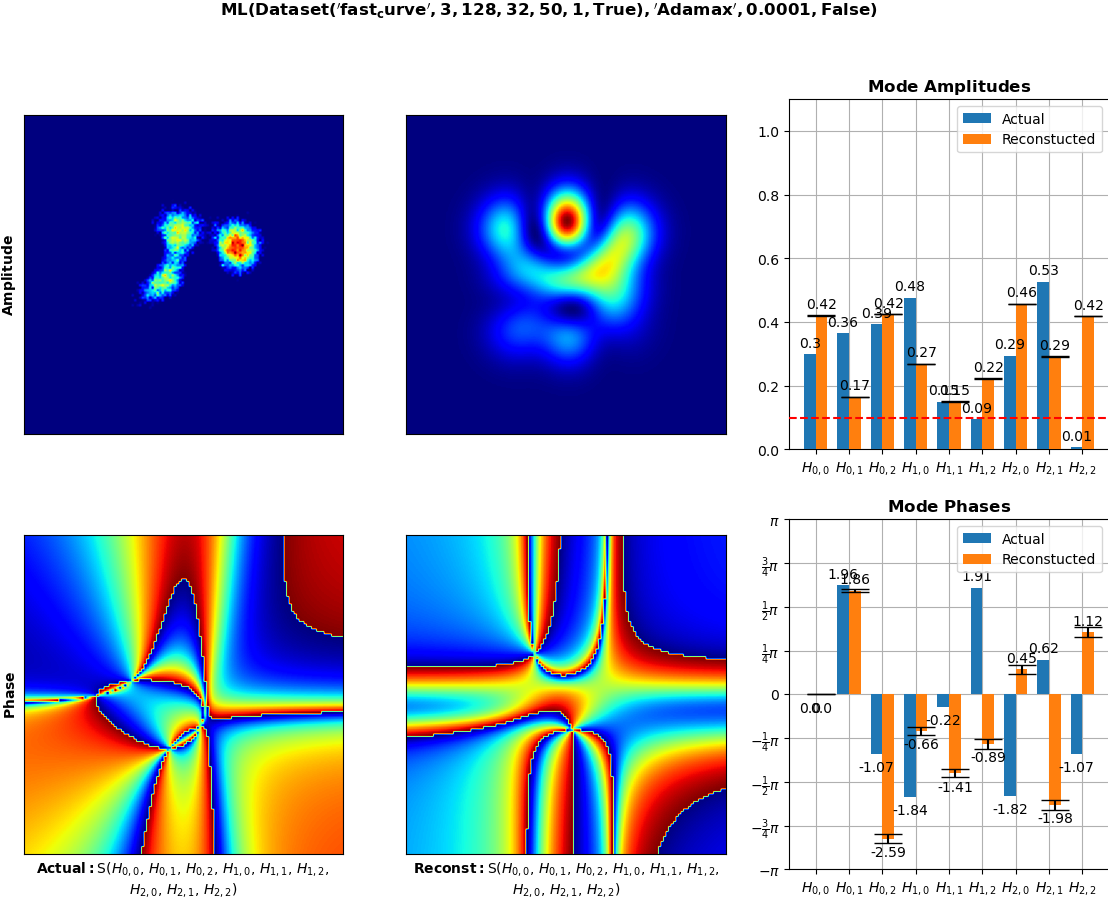 ML(Dataset(′fast_curve′, 3, 128, 32, 50, 1, True), ′Adamax′, 0.0001, False)
Amplitude
Mode Amplitudes
Actual
Reconstucted
1.0
0.8
0.6
0.4
0.2
0.0
0.3 0.42 0.36 0.17 0.39 0.42 0.48 0.27 0.15 0.15 0.09 0.22 0.29 0.46 0.53 0.29 0.01 0.42
H0,0 H0,1 H0,2 H1,0 H1,1 H1,2 H2,0 H2,1 H2,2
Phase
Actual: S(H0,0, H0,1, H0,2, H1,0, H1,1, H1,2,
H2,0, H2,1, H2,2)
Reconst: S(H0,0, H0,1, H0,2, H1,0, H1,1, H1,2,
H2,0, H2,1, H2,2)
Mode Phases
Actual
Reconstucted
π
3/4π
1/2π
1/4π
0
−1/4π
−1/2π
−3/4π
−π
0.0 0.0 1.96 1.86 -1.07 -2.59 -1.84 -0.66 -0.22 -1.41 1.91 -0.89 -1.82 0.45 0.62 -1.98 -1.07 1.12
H0,0 H0,1 H0,2 H1,0 H1,1 H1,2 H2,0 H2,1 H2,2